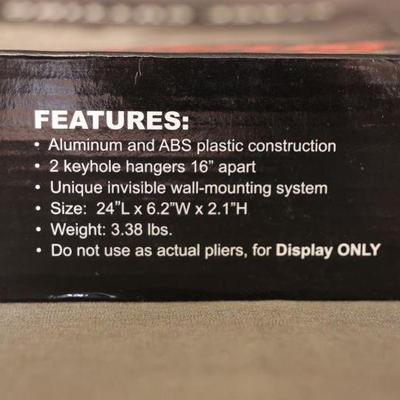 FEATURES:
• Aluminum and ABS plastic construction
• 2 keyhole hangers 16” apart
• Unique invisible wall-mounting system
• Size: 24”L x 6.2"W x 2.1"H
• Weight: 3.38 lbs.
• Do not use as actual pliers, for Display ONLY